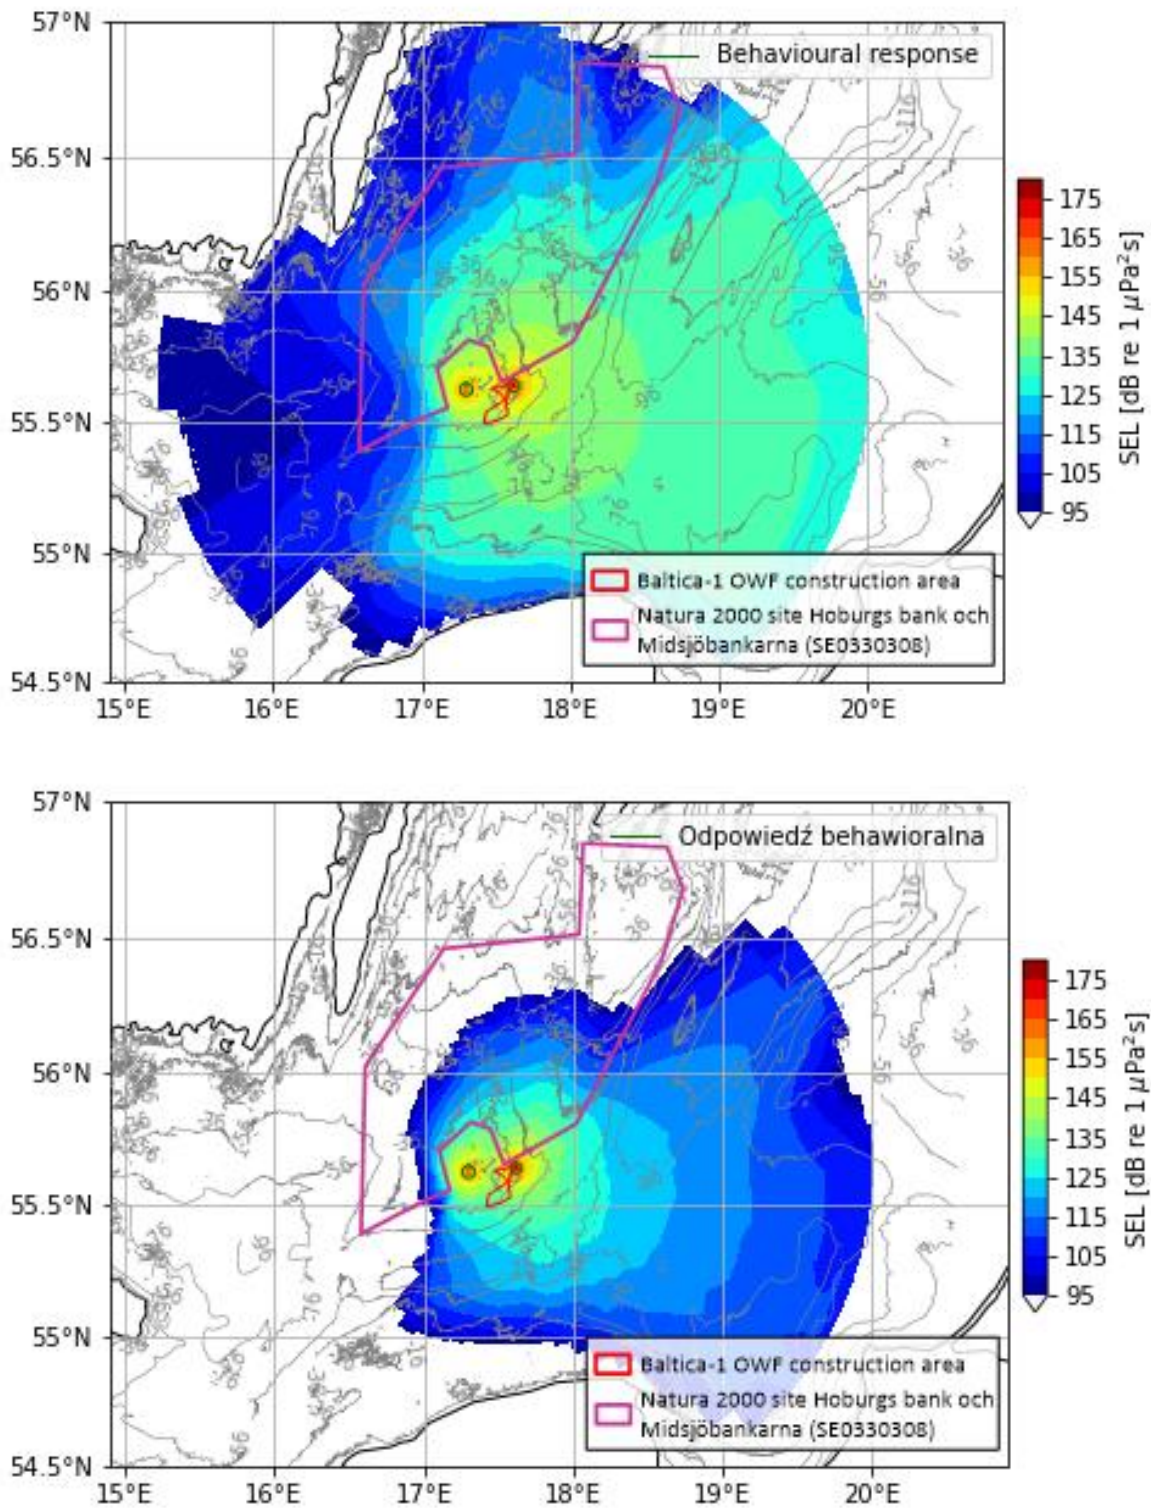 57°N
Behavioural response
56.5°N
56°N
55.5°N
55°N
54.5°N
15°E 16°E 17°E 18°E 19°E 20°E
175
165
155
145
135
125
115
105
95
SEL [dB re 1 µPa²s]
Baltica-1 OWF construction area
Natura 2000 site Hoburgs bank och
Midsjöbankarna (SE0330308)
57°N
Odpowiedź behawioralna
56.5°N
56°N
55.5°N
55°N
54.5°N
15°E 16°E 17°E 18°E 19°E 20°E
175
165
155
145
135
125
115
105
95
SEL [dB re 1 µPa²s]
Baltica-1 OWF construction area
Natura 2000 site Hoburgs bank och
Midsjöbankarna (SE0330308)